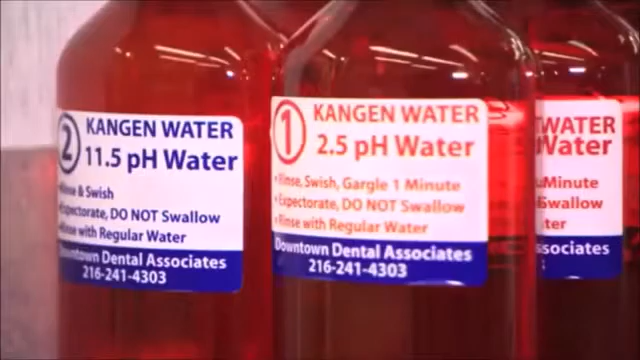 2 KANGEN WATER
11.5 pH Water
Rinse & Swish
Expectorate, DO NOT Swallow
Rinse with Regular Water
Downtown Dental Associates
216-241-4303
1 KANGEN WATER
2.5 pH Water
• Rinse, Swish, Gargle 1 Minute
• Expectorate, DO NOT Swallow
• Rinse with Regular Water
Downtown Dental Associates
216-241-4303
WATER
Water
Minute
Swallow
ter
sociates